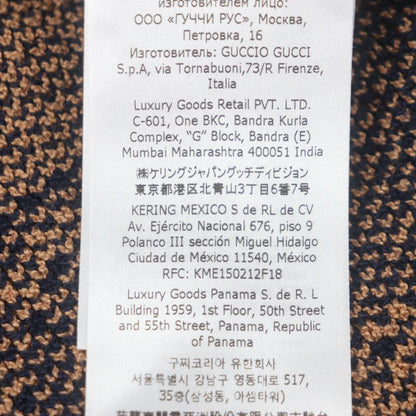 изготовителем лицо:
ООО «ГУЧЧИ РУС», Москва,
Петровка, 16
Изготовитель: GUCCIO GUCCI
S.p.A, via Tornabuoni,73/R Firenze,
Italia
Luxury Goods Retail PVT. LTD.
C-601, One BKC, Bandra Kurla
Complex, “G” Block, Bandra (E)
Mumbai Maharashtra 400051 India
㈱ケリングジャパングッチディビジョン
東京都港区北青山3丁目6番7号
KERING MEXICO S de RL de CV
Av. Ejército Nacional 676, piso 9
Polanco III sección Miguel Hidalgo
Ciudad de México 11540, México
RFC: KME150212F18
Luxury Goods Panama S. de R. L
Building 1959, 1st Floor, 50th Street
and 55th Street, Panama, Republic
of Panama
구찌코리아 유한회사
서울특별시 강남구 영동대로 517,
35층(삼성동, 아셈타워)